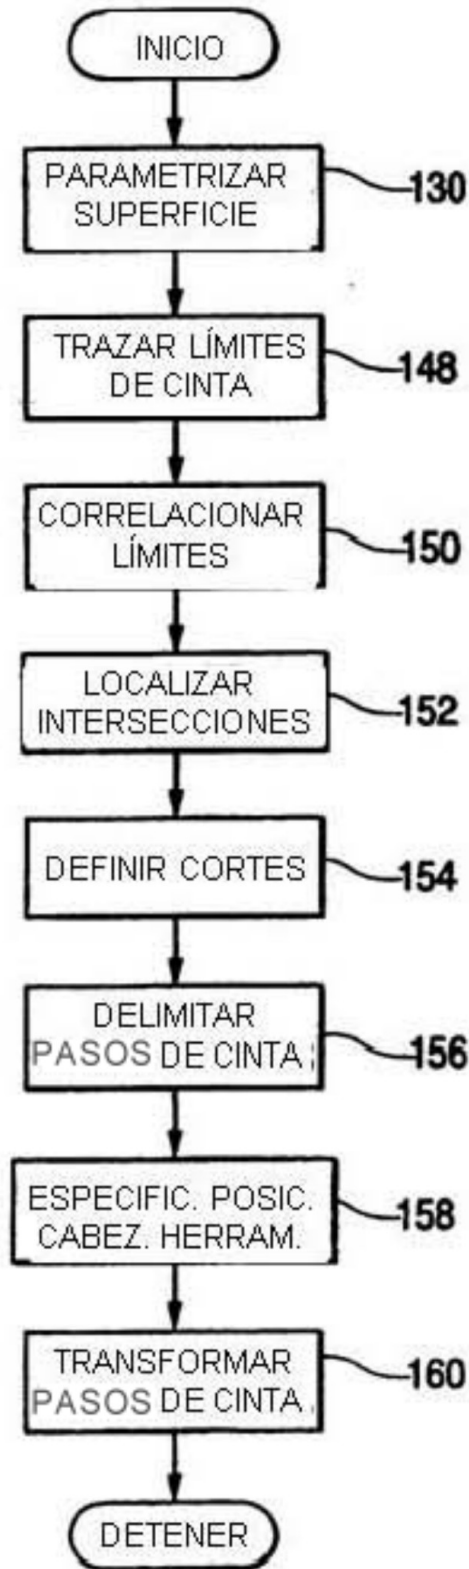 INICIO
PARAMETRIZAR
SUPERFICIE
130
TRAZAR LÍMITES
DE CINTA
148
CORRELACIONAR
LÍMITES
150
LOCALIZAR
INTERSECCIONES
152
DEFINIR CORTES
154
DELIMITAR
PASOS DE CINTA
156
ESPECIFIC. POSIC.
CABEZ. HERRAM.
158
TRANSFORMAR
PASOS DE CINTA
160
DETENER